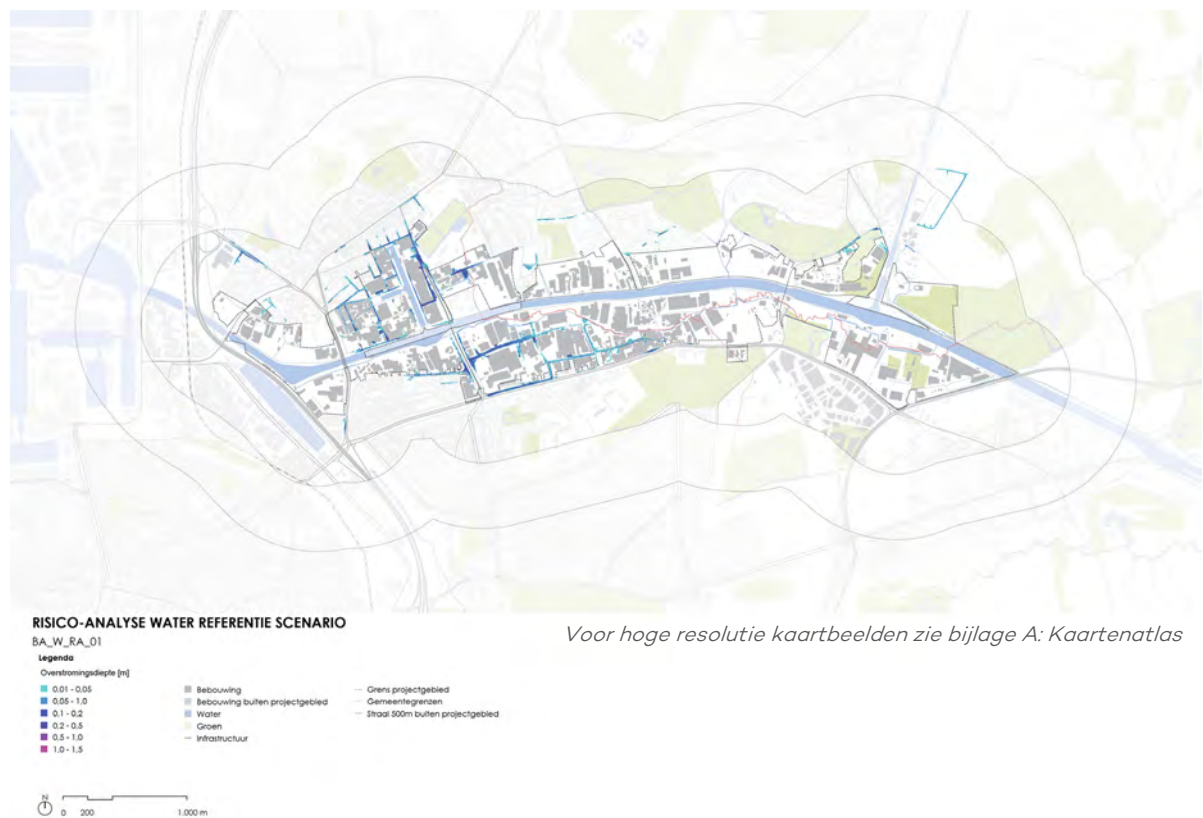 RISICO-ANALYSE WATER REFERENTIE SCENARIO
BA_W_RA_01
Voor hoge resolutie kaartbeelden zie bijlage A: Kaartenatlas
Legenda
Overstromingsdiepte [m]
0,01 - 0,05
0,05 - 1,0
0,1 - 0,2
0,2 - 0,5
0,5 - 1,0
1,0 - 1,5
Bebouwing
Bebouwing buiten projectgebied
Water
Groen
Infrastructuur
Grens projectgebied
Gemeentegrenzen
Straal 500m buiten projectgebied
N
0 200 1.000 m